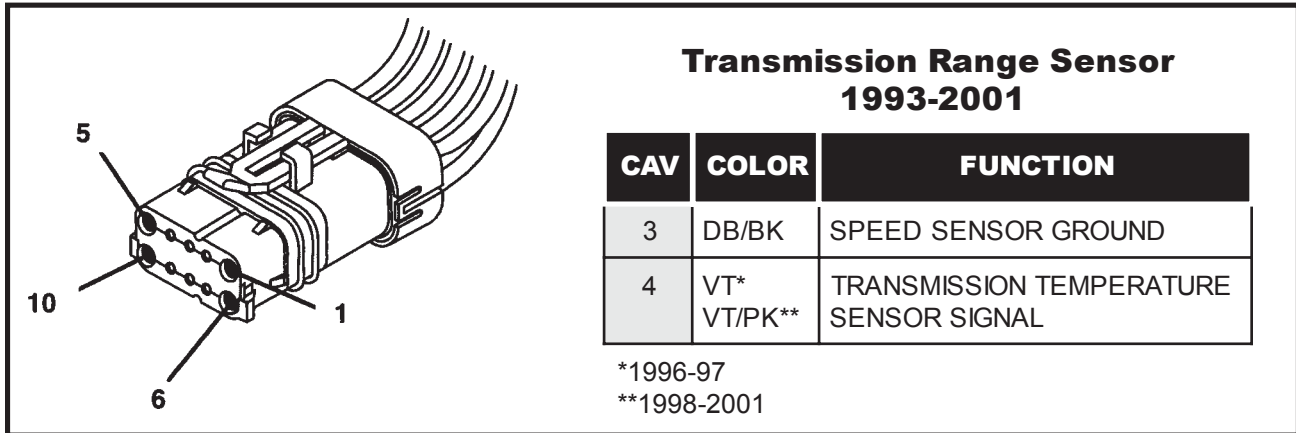 Transmission Range Sensor
1993-2001
CAV COLOR FUNCTION
3 DB/BK SPEED SENSOR GROUND
4 VT* TRANSMISSION TEMPERATURE
VT/PK** SENSOR SIGNAL
*1996-97
**1998-2001
5
10
1
6